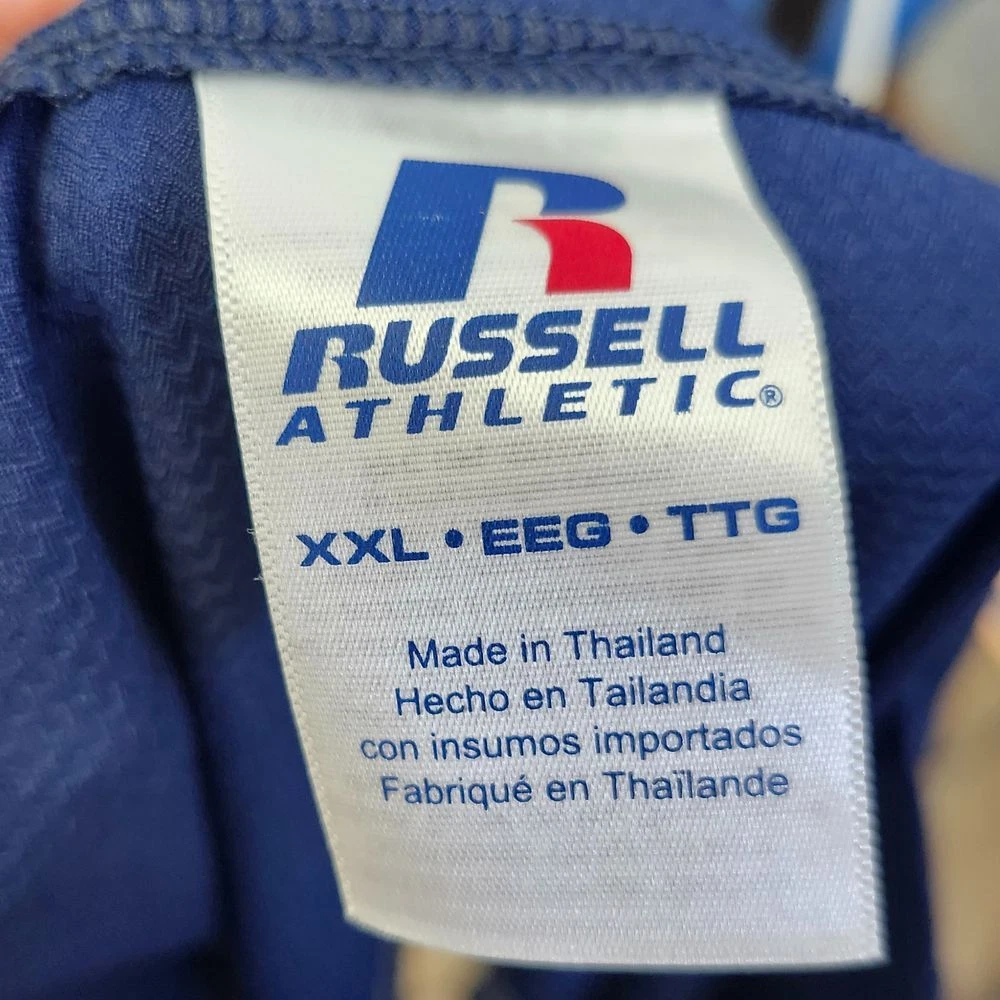 R
RUSSELL
ATHLETIC®
XXL • EEG • TTG
Made in Thailand
Hecho en Tailandia
con insumos importados
Fabriqué en Thaïlande